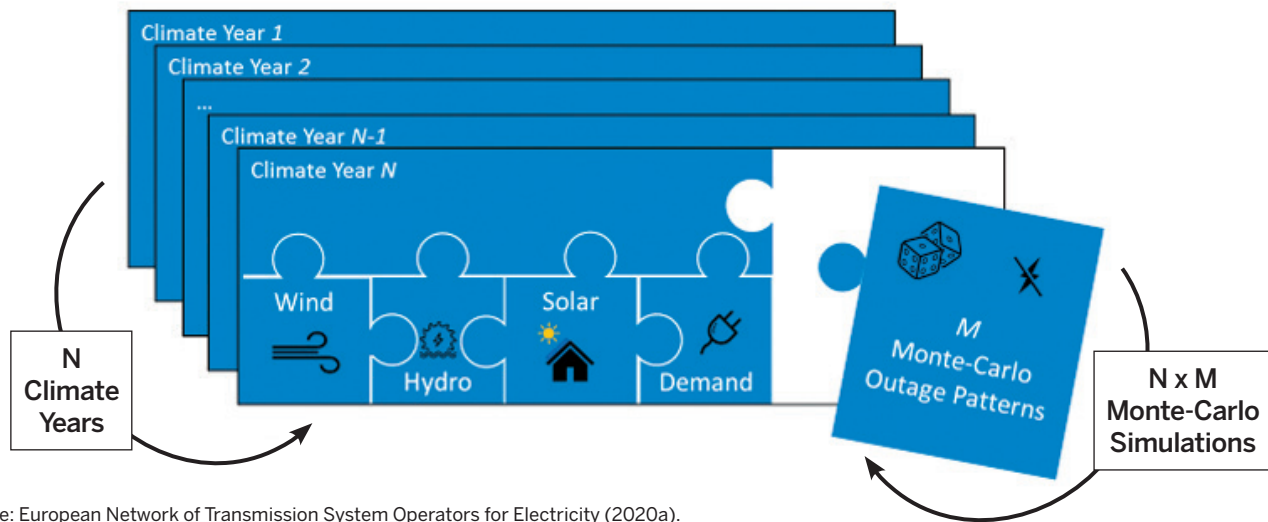 Climate Year 1
Climate Year 2
...
Climate Year N-1
Climate Year N
Wind
Hydro
Solar
Demand
M
Monte-Carlo
Outage Patterns
N
Climate
Years
N x M
Monte-Carlo
Simulations
e: European Network of Transmission System Operators for Electricity (2020a).